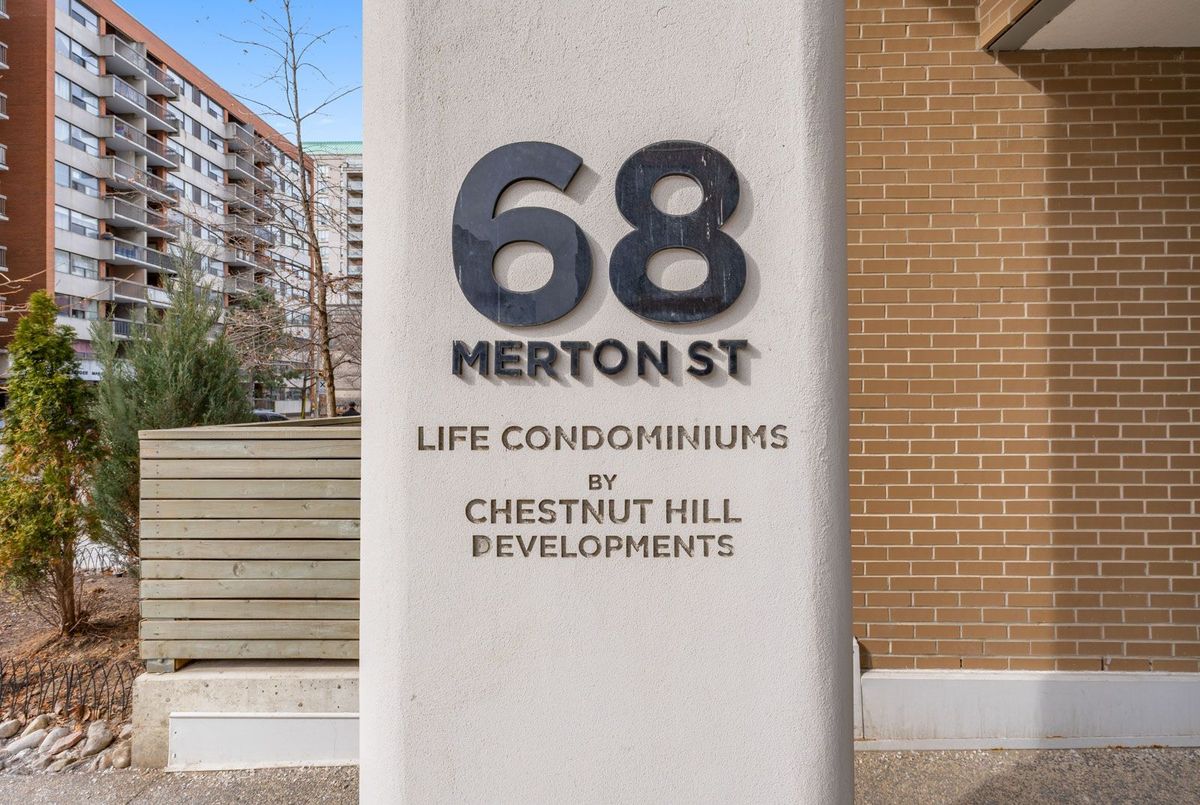 68
MERTON ST
LIFE CONDOMINIUMS
BY
CHESTNUT HILL
DEVELOPMENTS